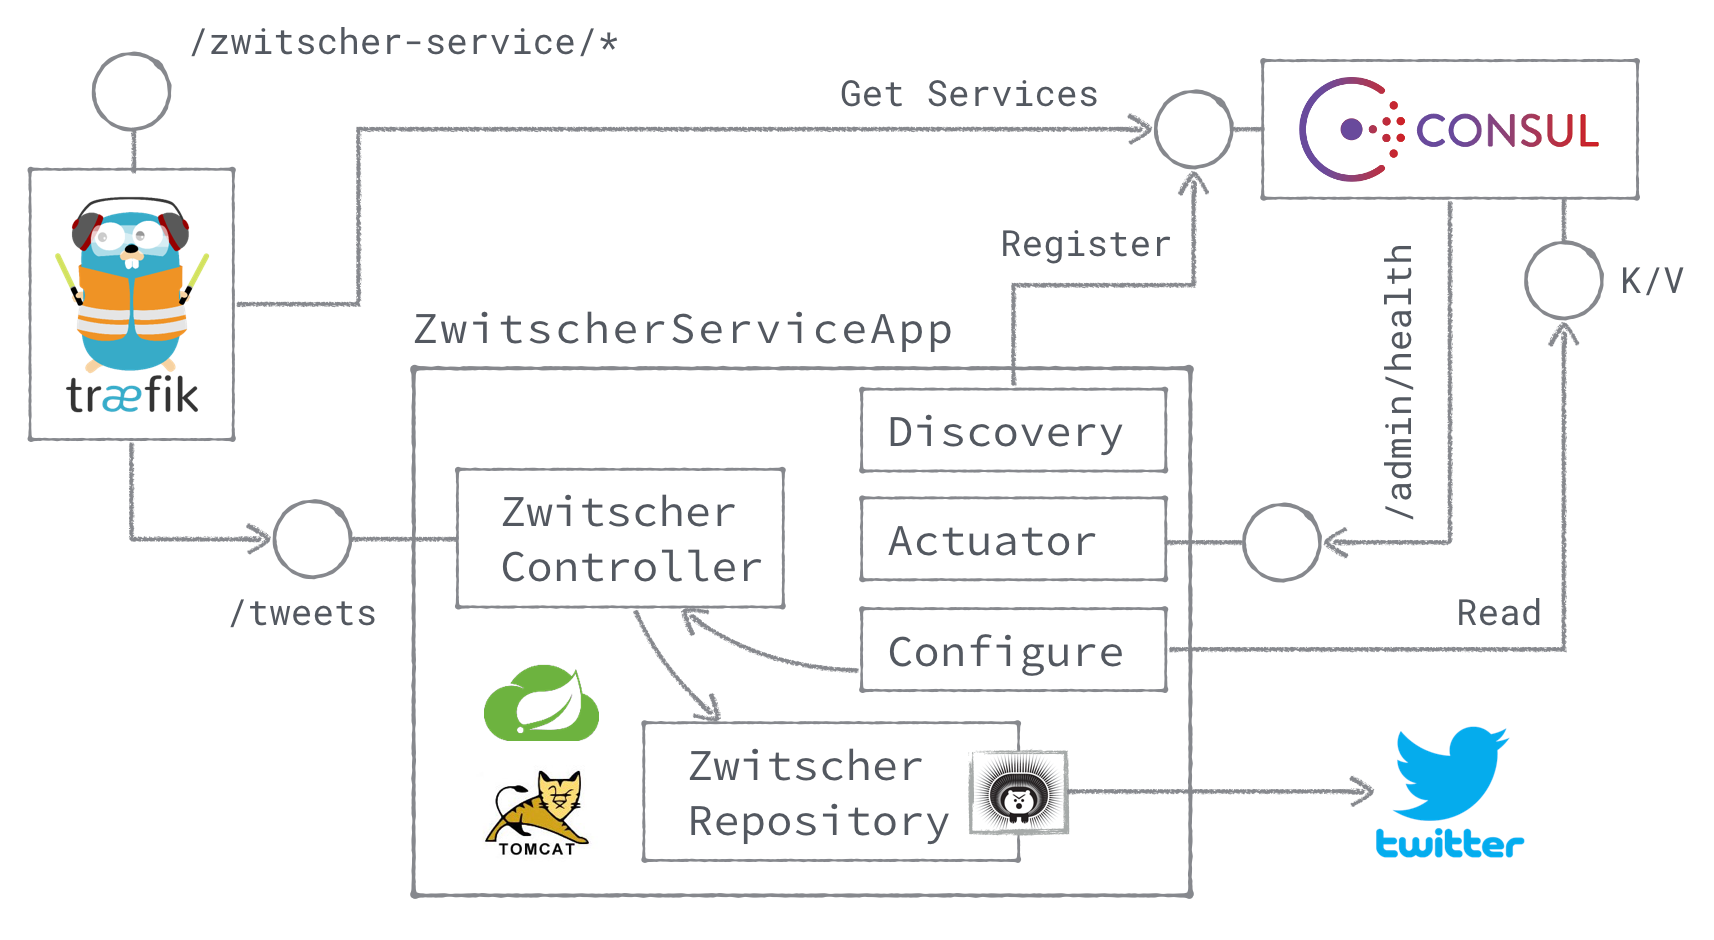 /zwitscher-service/*
Get Services
CONSUL
Register
K/V
/admin/health
træfik
ZwitscherServiceApp
Discovery
Zwitscher
Controller
Actuator
/tweets
Configure
Read
Zwitscher
Repository
TOMCAT
twitter